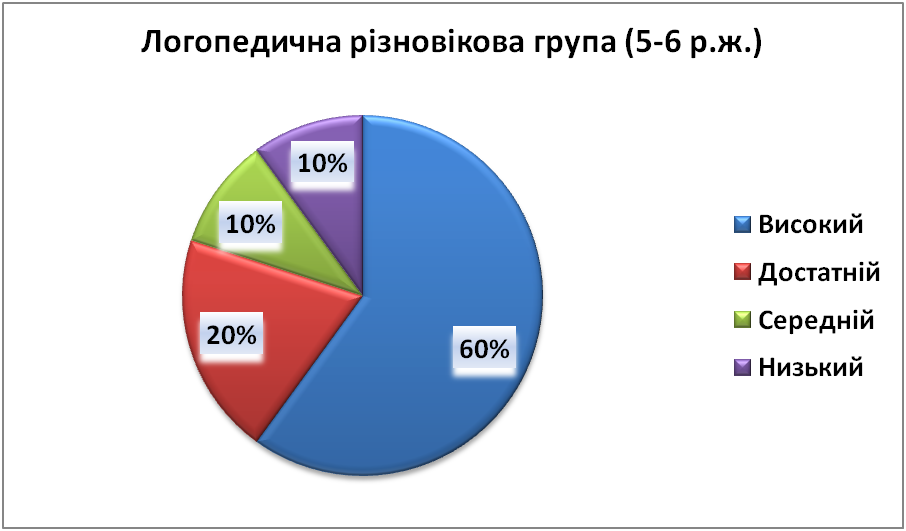 Логопедична різновікова група (5-6 р.ж.)
10%
10%
20%
60%
Високий
Достатній
Середній
Низький